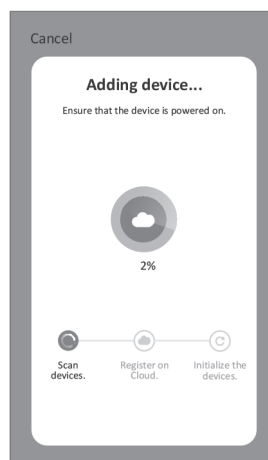 Cancel
Adding device...
Ensure that the device is powered on.
2%
Scan
devices.
Register on
Cloud.
Initialize the
devices.